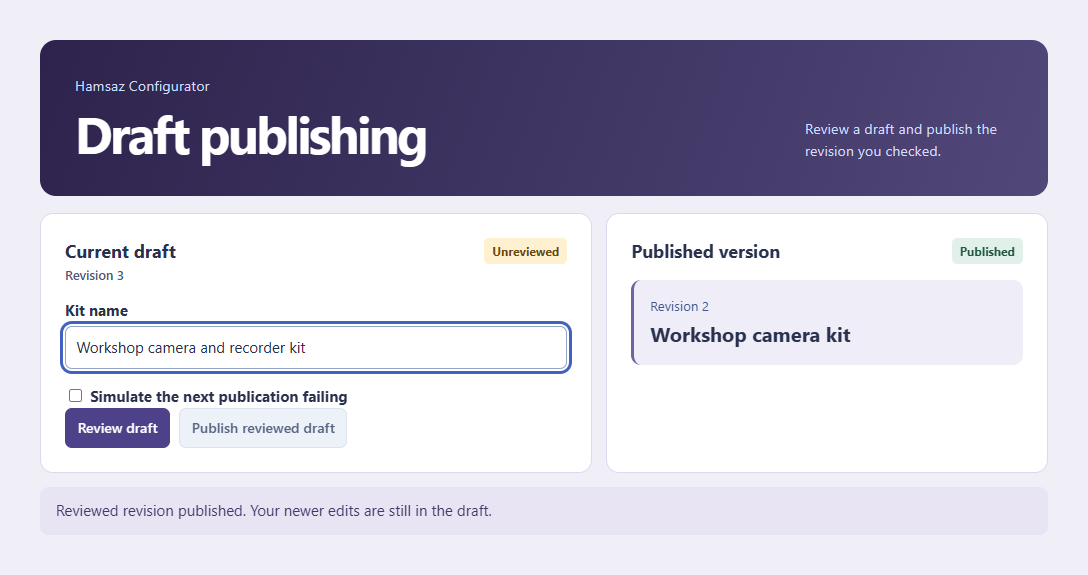 Hamsaz Configurator
Draft publishing
Review a draft and publish the
revision you checked.
Current draft
Unreviewed
Revision 3
Kit name
Workshop camera and recorder kit
Simulate the next publication failing
Review draft
Publish reviewed draft
Published version
Published
Revision 2
Workshop camera kit
Reviewed revision published. Your newer edits are still in the draft.